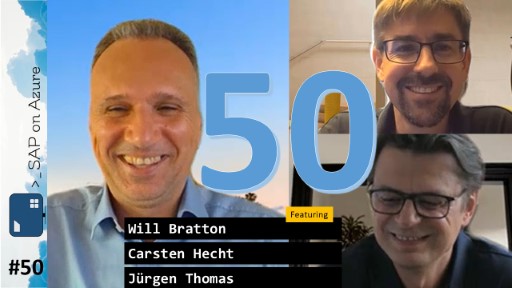 >_SAP on Azure
#50
50
Featuring
Will Bratton
Carsten Hecht
Jürgen Thomas